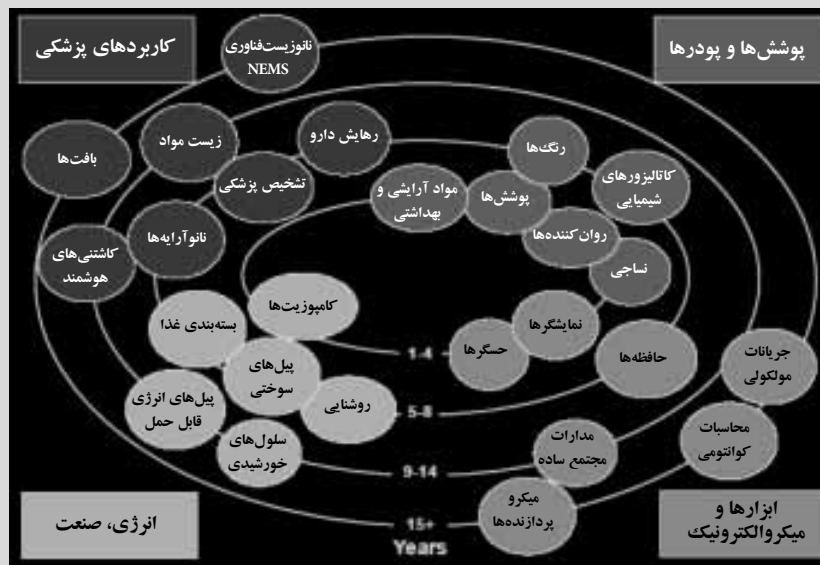 پوشش‌ها و پودرها
کاربردهای پزشکی
نانوزیست‌فناوری
NEMS
رهایش دارو
زیست مواد
بافت‌ها
تشخیص پزشکی
نانوآرایه‌ها
کاشتنی‌های
هوشمند
رنگ‌ها
کاتالیزورهای
شیمیایی
مواد آرایشی و
بهداشتی
پوشش‌ها
روان‌کننده‌ها
نساجی
کامپوزیت‌ها
بسته‌بندی غذا
پیل‌های
سوختی
روشنایی
پیل‌های انرژی
قابل حمل
سلول‌های
خورشیدی
نمایشگرها
حسگرها
حافظه‌ها
جریانات
مولکولی
محاسبات
کوانتومی
مدارات
مجتمع ساده
میکرو
پردازنده‌ها
1-4
5-8
9-14
15+
Years
ابزارها و
میکروالکترونیک
انرژی، صنعت